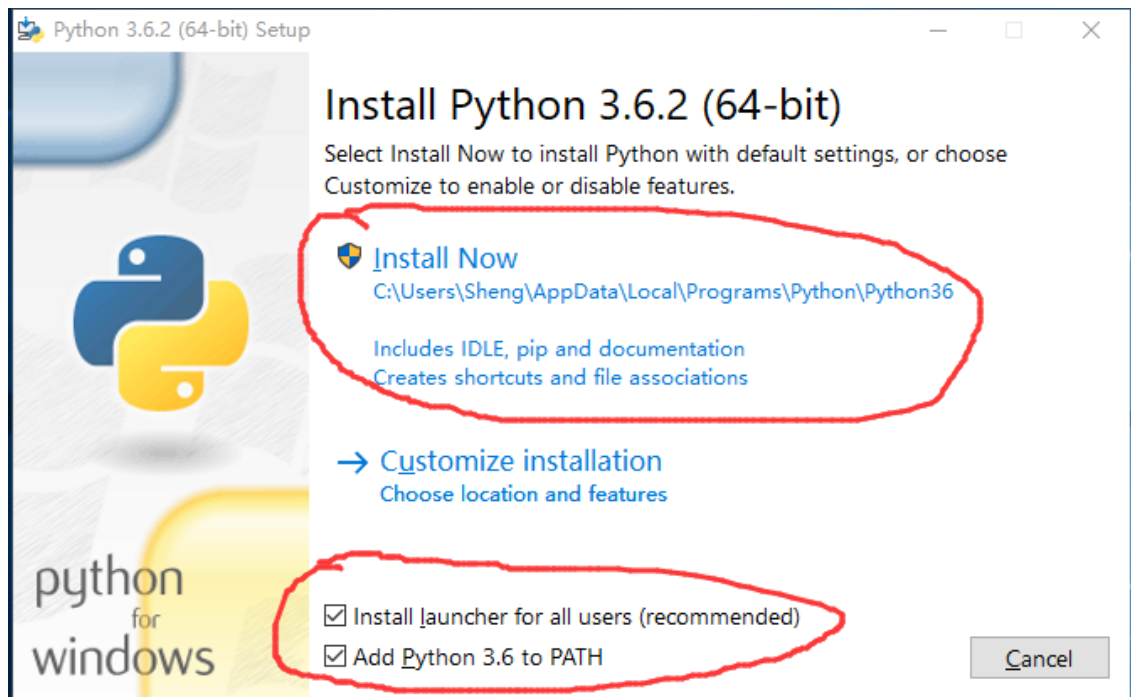 Python 3.6.2 (64-bit) Setup
Install Python 3.6.2 (64-bit)
Select Install Now to install Python with default settings, or choose
Customize to enable or disable features.
Install Now
C:\Users\Sheng\AppData\Local\Programs\Python\Python36
Includes IDLE, pip and documentation
Creates shortcuts and file associations
Customize installation
Choose location and features
python
for
windows
Install launcher for all users (recommended)
Add Python 3.6 to PATH
Cancel